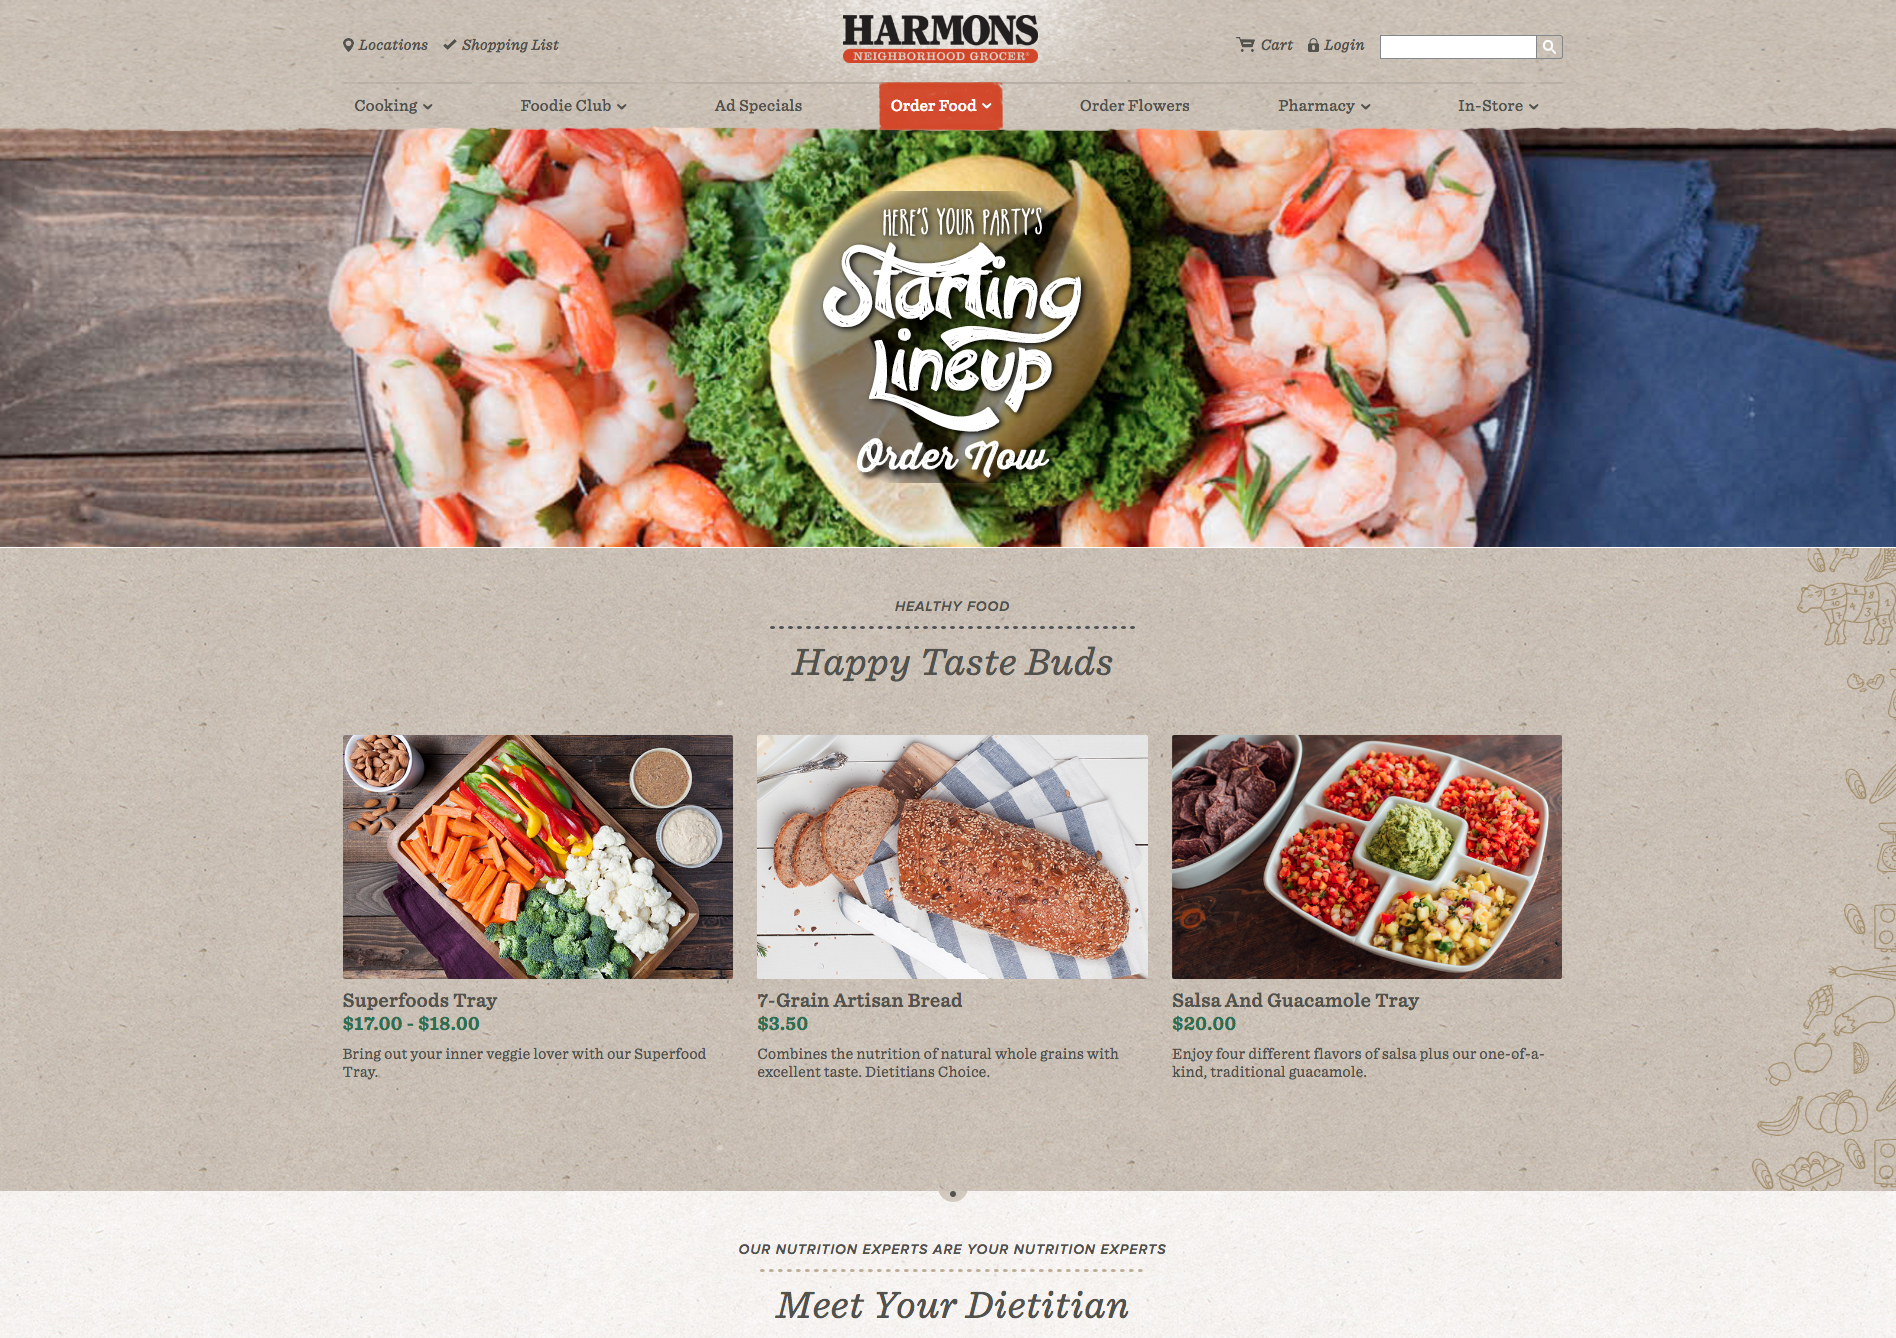 Locations
Shopping List
HARMONS
NEIGHBORHOOD GROCER®
Cart
Login
Cooking
Foodie Club
Ad Specials
Order Food
Order Flowers
Pharmacy
In-Store
HERE'S YOUR PARTY'S
Starting
Lineup
Order Now
HEALTHY FOOD
Happy Taste Buds
Superfoods Tray
$17.00 - $18.00
Bring out your inner veggie lover with our Superfood
Tray.
7-Grain Artisan Bread
$3.50
Combines the nutrition of natural whole grains with
excellent taste. Dietitians Choice.
Salsa And Guacamole Tray
$20.00
Enjoy four different flavors of salsa plus our one-of-a-
kind, traditional guacamole.
OUR NUTRITION EXPERTS ARE YOUR NUTRITION EXPERTS
Meet Your Dietitian